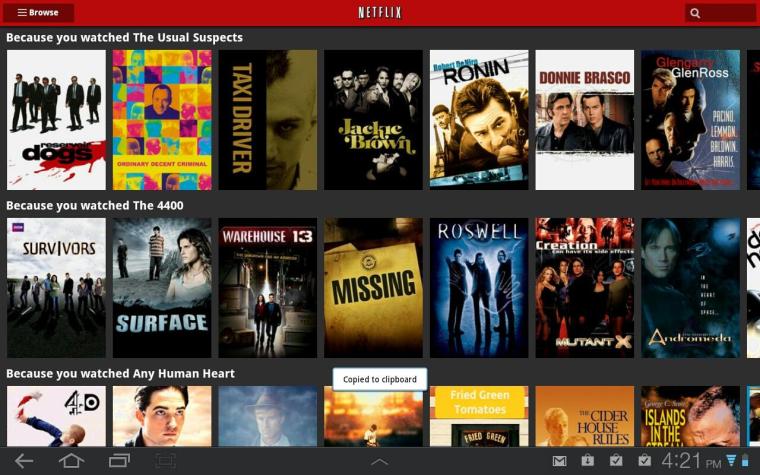 Browse
NETFLIX
Because you watched The Usual Suspects
reservoir
dogs
ORDINARY DECENT CRIMINAL
TAXI DRIVER
Jackie
Brown
Robert De Niro
RONIN
DONNIE BRASCO
Glengarry
GlenRoss
PACINO.
LEMMON.
BALDWIN.
HARRIS.
Because you watched The 4400
BBC
SURVIVORS
SURFACE
WAREHOUSE 13
MISSING
ROSWELL
Creation
can have its side effects
MUTANT X
IN
THE
HEART
OF
SPACE...
Andromeda
Because you watched Any Human Heart
4
D
Fried Green
Tomatoes
FRIED GREEN
THE
CIDER
HOUSE
RULES
George C. Scott
ISLANDS
IN THE
STREAM
Copied to clipboard
4:21 PM